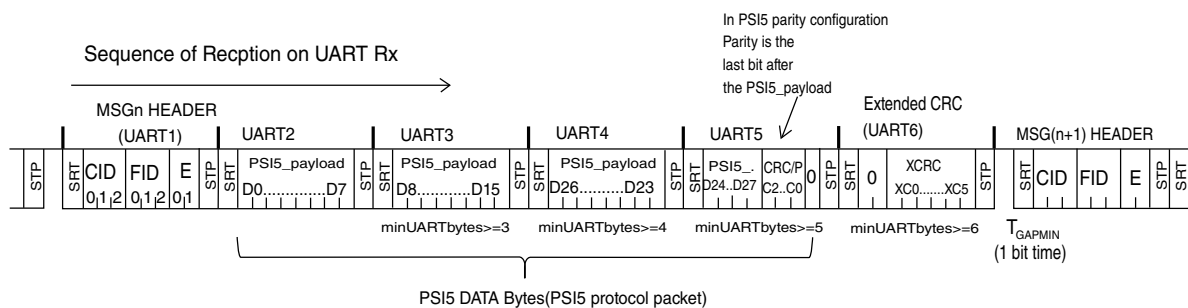 In PSI5 parity configuration
Parity is the
last bit after
the PSI5_payload
Sequence of Recption on UART Rx
MSGn HEADER
(UART1)
UART2
UART3
UART4
UART5
Extended CRC
(UART6)
MSG(n+1) HEADER
STP
SRT
CID
0 1 2
FID
0 1 2
E
0 1
STP
SRT
PSI5_payload
D0.............D7
STP
SRT
PSI5_payload
D8...........D15
STP
SRT
PSI5_payload
D26.........D23
STP
SRT
PSI5_.
D24..D27
CRC/P
C2..C0
0
STP
SRT
0
XCRC
XC0.......XC5
STP
SRT
CID
FID
E
STP
SRT
minUARTbytes>=3
minUARTbytes>=4
minUARTbytes>=5
minUARTbytes>=6
TGAPMIN
(1 bit time)
PSI5 DATA Bytes(PSI5 protocol packet)